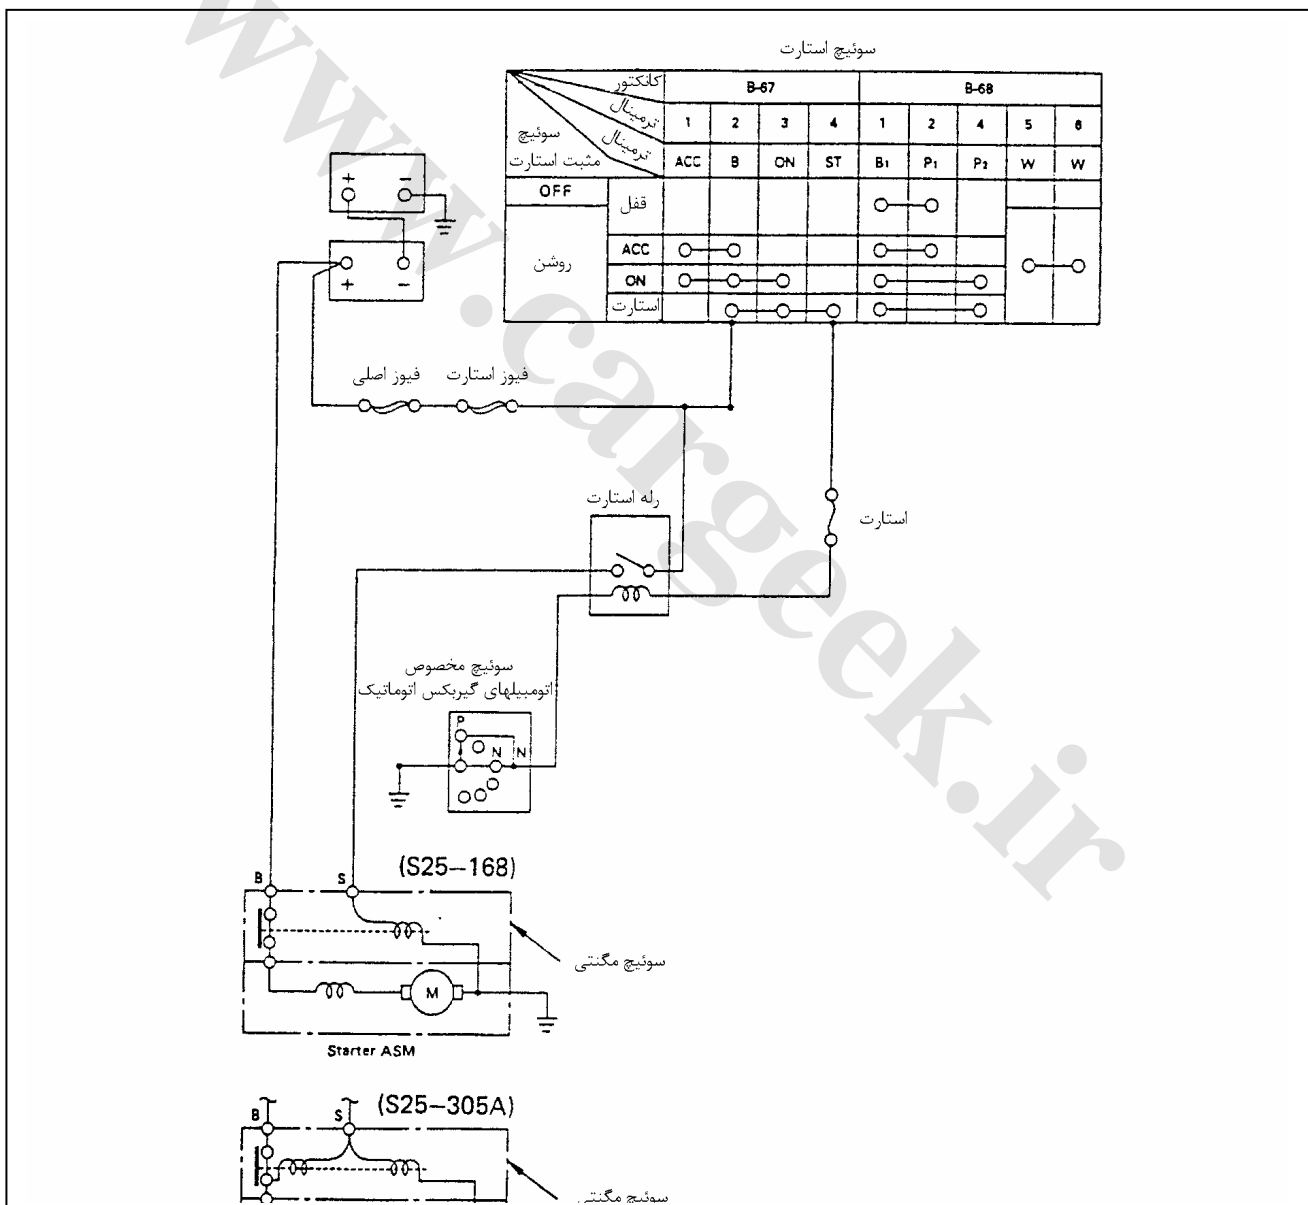 سوئیچ استارت
کانکتور B-67 B-68
ترمینال 1 2 3 4 1 2 4 5 6
ترمینال ACC B ON ST B1 P1 P2 W W
سوئیچ
مثبت استارت
OFF قفل
روشن
ACC
ON
استارت
+ -
+ -
فیوز اصلی فیوز استارت
رله استارت
استارت
سوئیچ مخصوص
اتومبیلهای گیربکس اتوماتیک
P
N N
(S25-168)
B S
سوئیچ مگنتی
M
Starter ASM
(S25-305A)
B S
سوئیچ مگنتی
www.cargeek.ir